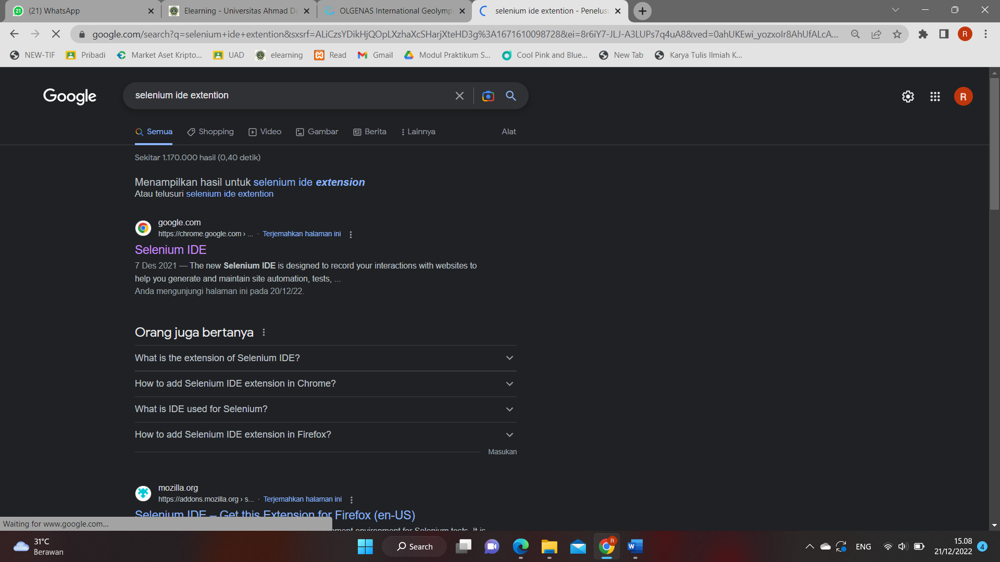 (21) WhatsApp
Elearning - Universitas Ahmad Da
OLGENAS International Geolymp
selenium ide extention - Penelusu
google.com/search?q=selenium+ide+extention&sxsrf=ALiCzsYDikHjQOpLXzhaXcSHarjXteHD3g%3A1671610098728&ei=8r6iY7-JLJ-A3LUPs7q4uA8&ved=0ahUKEwi_yozxoIr8AhUfALcA...
R
NEW-TIF
Pribadi
Market Aset Kripto...
UAD
elearning
Read
Gmail
Modul Praktikum S...
Cool Pink and Blue...
New Tab
Karya Tulis Ilmiah K...
Google
selenium ide extention
R
Semua
Shopping
Video
Gambar
Berita
Lainnya
Alat
Sekitar 1.170.000 hasil (0,40 detik)
Menampilkan hasil untuk selenium ide extension
Atau telusuri selenium ide extention
google.com
https://chrome.google.com › ... · Terjemahkan halaman ini
Selenium IDE
7 Des 2021 — The new Selenium IDE is designed to record your interactions with websites to
help you generate and maintain site automation, tests, ...
Anda mengunjungi halaman ini pada 20/12/22.
Orang juga bertanya
What is the extension of Selenium IDE?
How to add Selenium IDE extension in Chrome?
What is IDE used for Selenium?
How to add Selenium IDE extension in Firefox?
Masukan
mozilla.org
https://addons.mozilla.org › s... · Terjemahkan halaman ini
Selenium IDE – Get this Extension for Firefox (en-US)
environment for Selenium tests. It is
Waiting for www.google.com...
31°C
Berawan
Search
R
ENG
15.08
21/12/2022
4